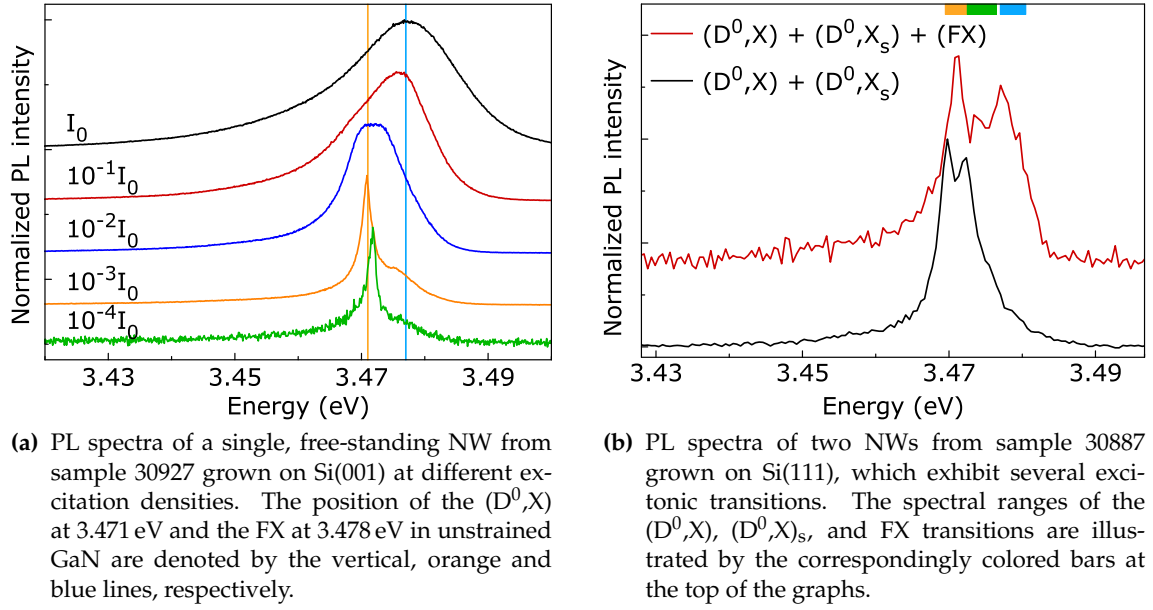 Normalized PL intensity
I0
10-1I0
10-2I0
10-3I0
10-4I0
3.43 3.45 3.47 3.49
Energy (eV)
(a) PL spectra of a single, free-standing NW from
sample 30927 grown on Si(001) at different ex-
citation densities. The position of the (D0,X)
at 3.471 eV and the FX at 3.478 eV in unstrained
GaN are denoted by the vertical, orange and
blue lines, respectively.
Normalized PL intensity
(D0,X) + (D0,Xs) + (FX)
(D0,X) + (D0,Xs)
3.43 3.45 3.47 3.49
Energy (eV)
(b) PL spectra of two NWs from sample 30887
grown on Si(111), which exhibit several exci-
tonic transitions. The spectral ranges of the
(D0,X), (D0,X)s, and FX transitions are illus-
trated by the correspondingly colored bars at
the top of the graphs.